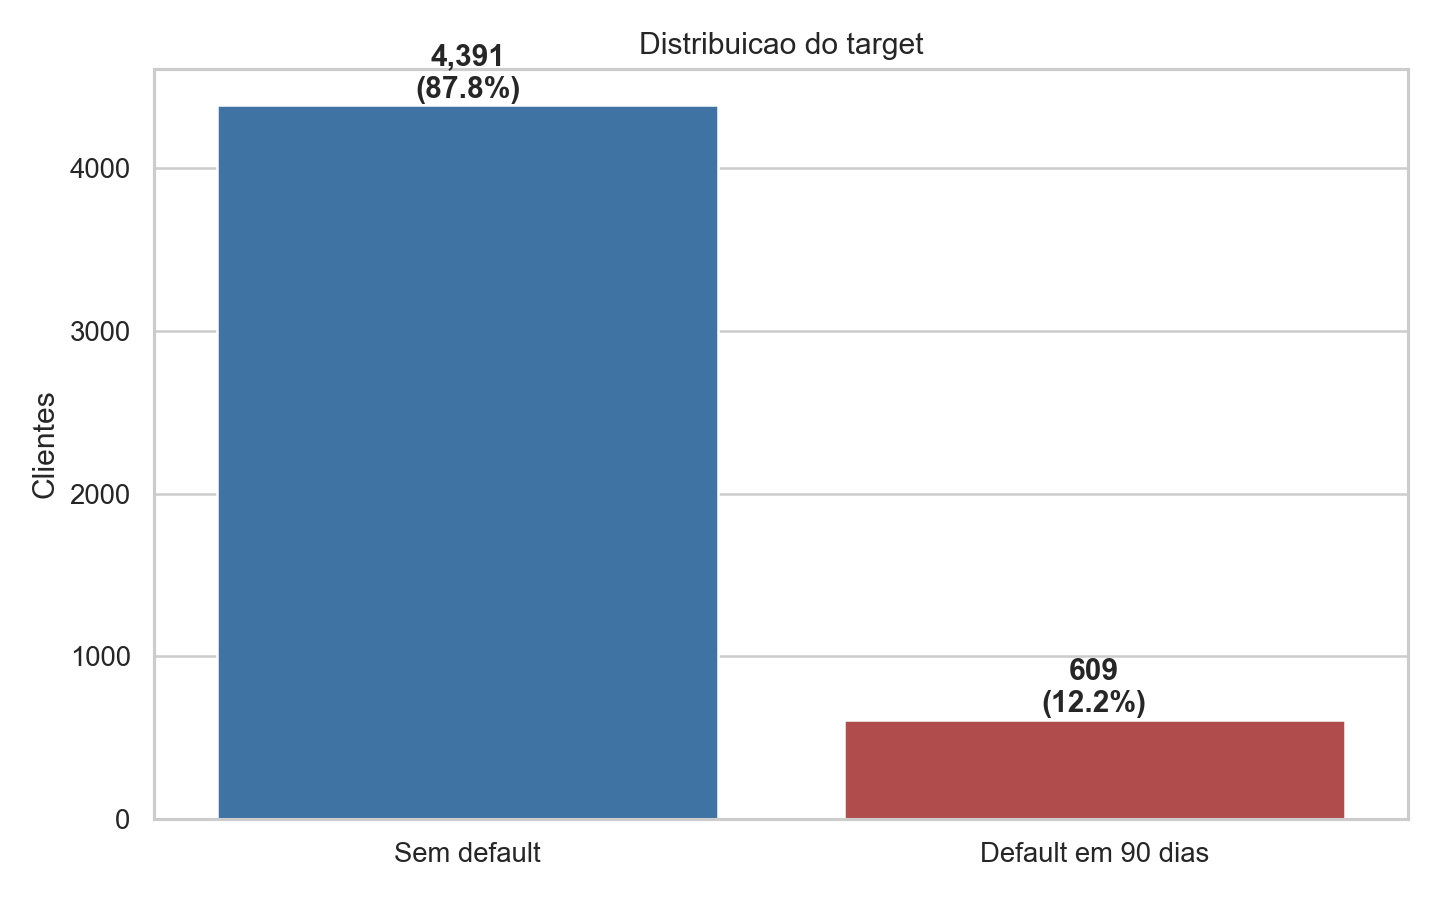 Distribuicao do target
4,391
(87.8%)
4000
3000
2000
1000
0
Clientes
609
(12.2%)
Sem default
Default em 90 dias